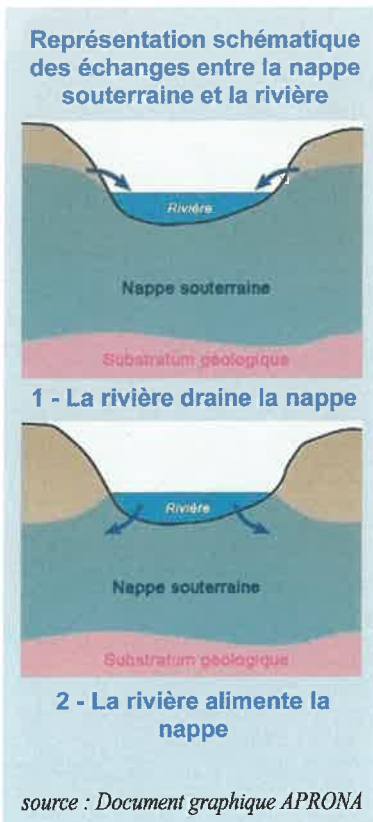 Représentation schématique
des échanges entre la nappe
souterraine et la rivière
Rivière
Nappe souterraine
Substratum géologique
1 - La rivière draine la nappe
Rivière
Nappe souterraine
Substratum géologique
2 - La rivière alimente la
nappe
source : Document graphique APRONA